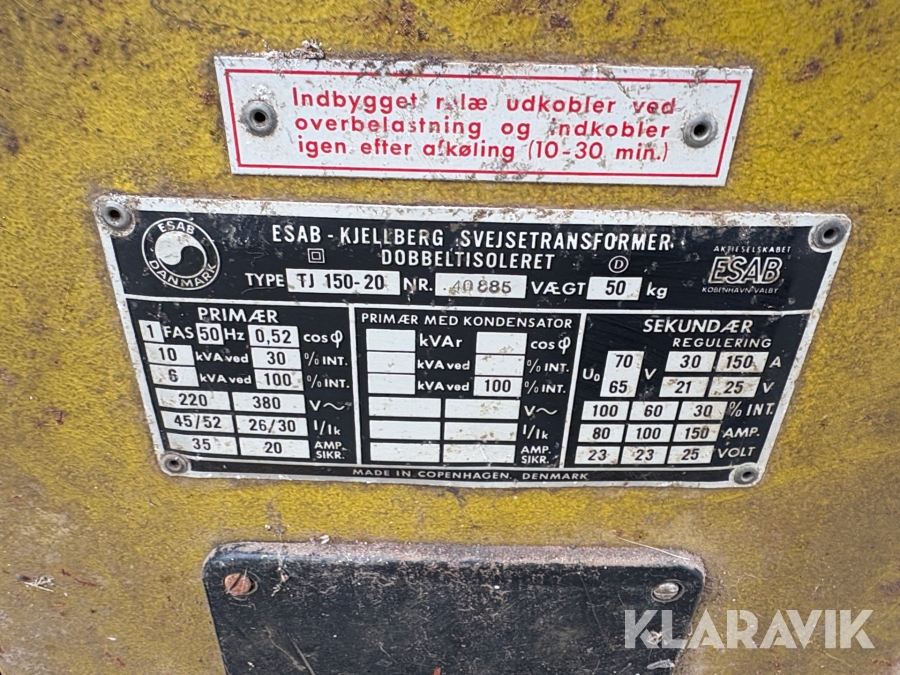 Indbygget relæ udkobler ved
overbelastning og indkobler
igen efter afkøling (10-30 min.)
ESAB DANMARK
ESAB-KJELLBERG SVEJSETRANSFORMER
DOBBELTISOLERET
D
AKTIESELSKABET
ESAB
KØBENHAVN-VALBY
TYPE TJ 150-20 NR. 40885 VÆGT 50 kg
PRIMÆR
1 FAS 50 Hz 0,52 cos φ
10 kVA ved 30 % INT.
6 kVA ved 100 % INT.
220 380 V~
45/52 26/30 I/Ik
35 20 AMP. SIKR.
PRIMÆR MED KONDENSATOR
kVAr cos φ
kVA ved % INT.
kVA ved 100 % INT.
V~
I/Ik
AMP. SIKR.
SEKUNDÆR
REGULERING
U0 70 65 V
30 150 A
21 25 V
100 60 30 % INT.
80 100 150 AMP.
23 23 25 VOLT
MADE IN COPENHAGEN, DENMARK
KLARAVIK